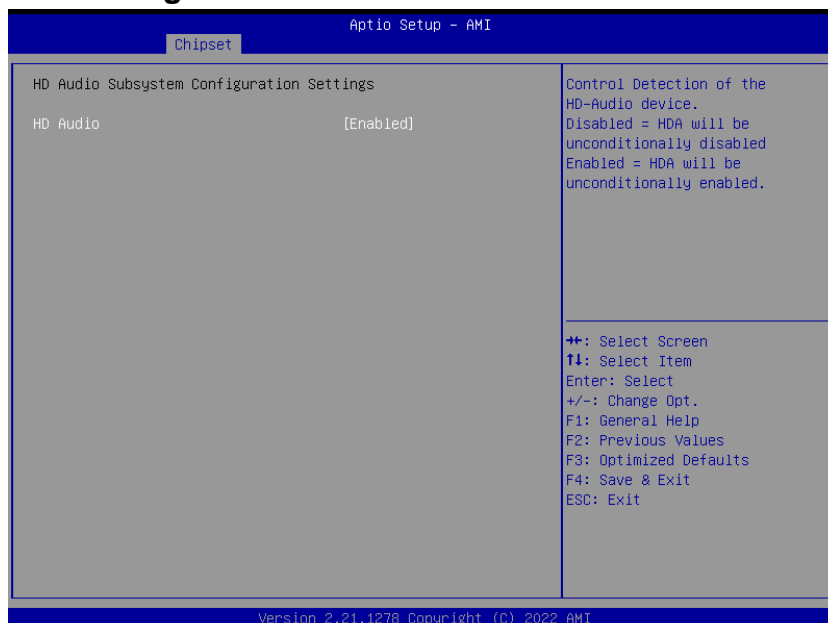 Aptio Setup – AMI
Chipset
HD Audio Subsystem Configuration Settings
HD Audio [Enabled]
Control Detection of the
HD-Audio device.
Disabled = HDA will be
unconditionally disabled
Enabled = HDA will be
unconditionally enabled.
→←: Select Screen
↑↓: Select Item
Enter: Select
+/-: Change Opt.
F1: General Help
F2: Previous Values
F3: Optimized Defaults
F4: Save & Exit
ESC: Exit
Version 2.21.1278 Copyright (C) 2022 AMI